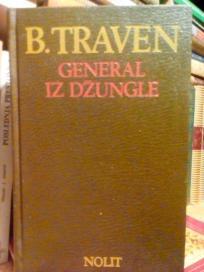 B. TRAVEN
GENERAL
IZ DŽUNGLE
NOLIT